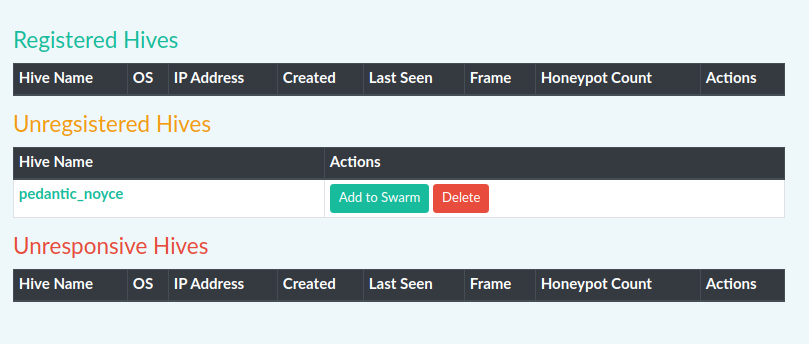 Registered Hives
Hive Name OS IP Address Created Last Seen Frame Honeypot Count Actions
Unregsistered Hives
Hive Name Actions
pedantic_noyce Add to Swarm Delete
Unresponsive Hives
Hive Name OS IP Address Created Last Seen Frame Honeypot Count Actions